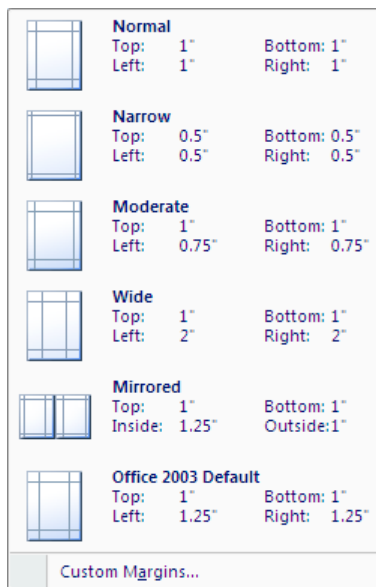 Normal
Top: 1" Bottom: 1"
Left: 1" Right: 1"
Narrow
Top: 0.5" Bottom: 0.5"
Left: 0.5" Right: 0.5"
Moderate
Top: 1" Bottom: 1"
Left: 0.75" Right: 0.75"
Wide
Top: 1" Bottom: 1"
Left: 2" Right: 2"
Mirrored
Top: 1" Bottom: 1"
Inside: 1.25" Outside:1"
Office 2003 Default
Top: 1" Bottom: 1"
Left: 1.25" Right: 1.25"
Custom Margins...